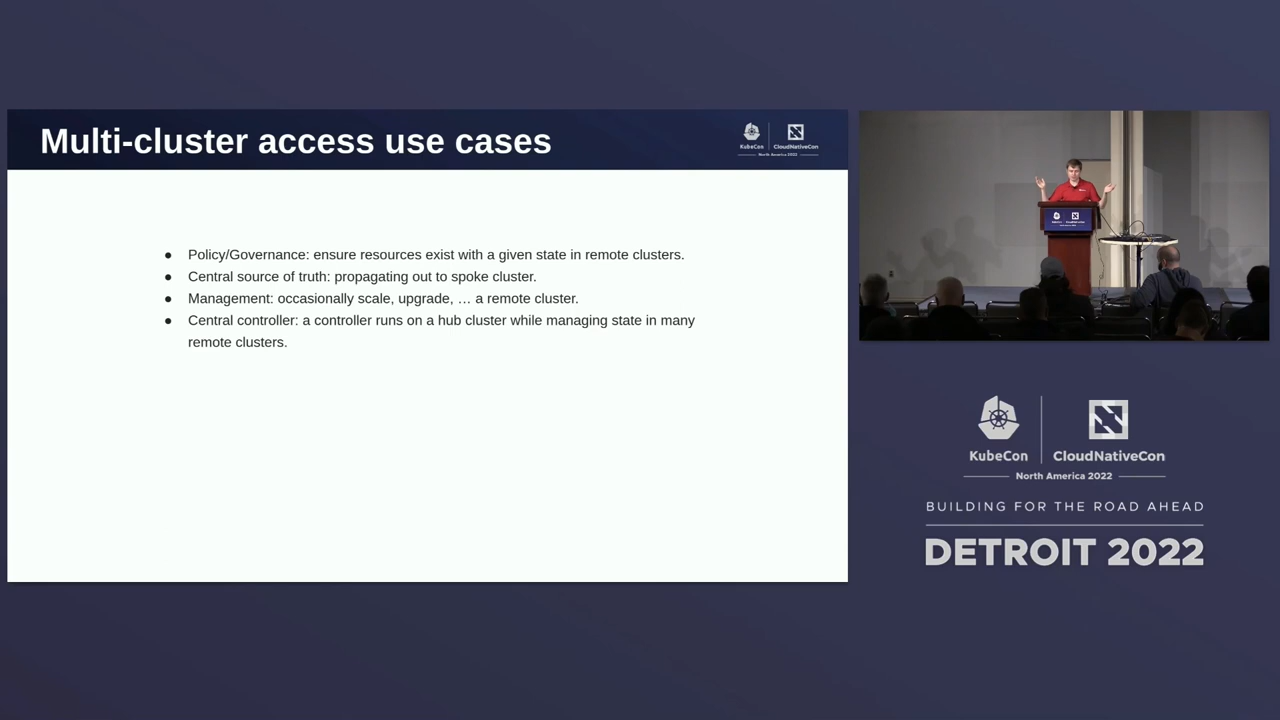 Multi-cluster access use cases
KubeCon
CloudNativeCon
North America 2022
● Policy/Governance: ensure resources exist with a given state in remote clusters.
● Central source of truth: propagating out to spoke cluster.
● Management: occasionally scale, upgrade, … a remote cluster.
● Central controller: a controller runs on a hub cluster while managing state in many
remote clusters.
KubeCon
CloudNativeCon
North America 2022
BUILDING FOR THE ROAD AHEAD
DETROIT 2022